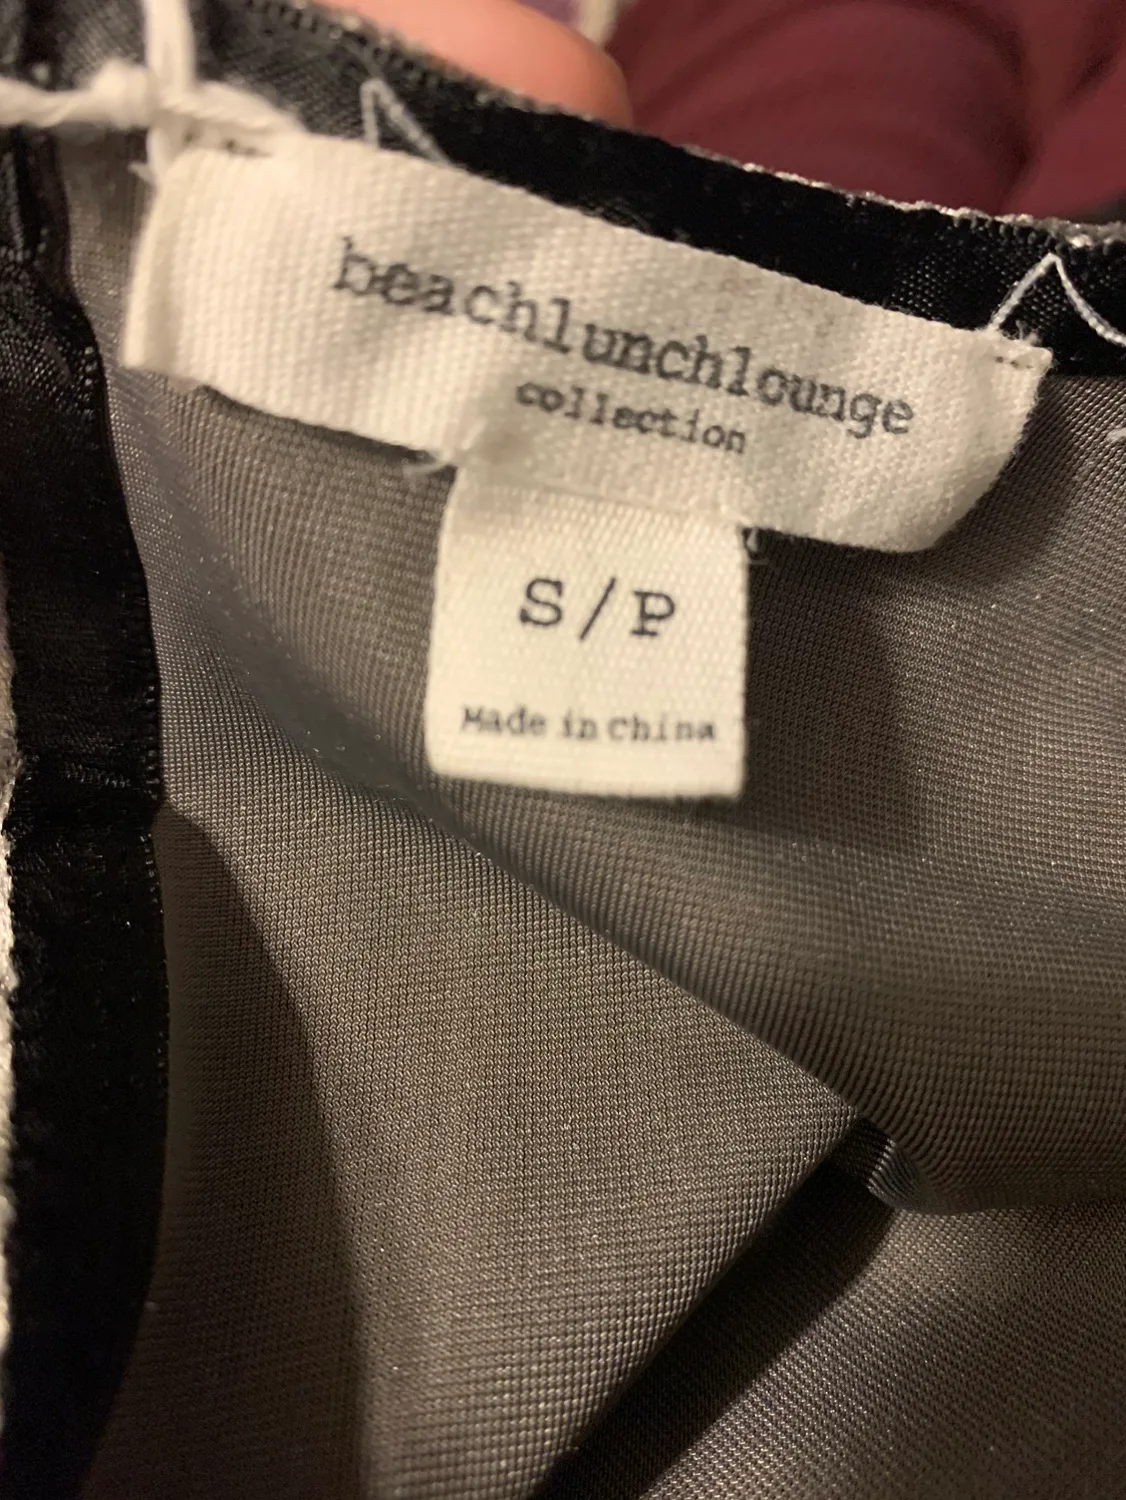 beachlunchlounge
collection
S/P
Made in China